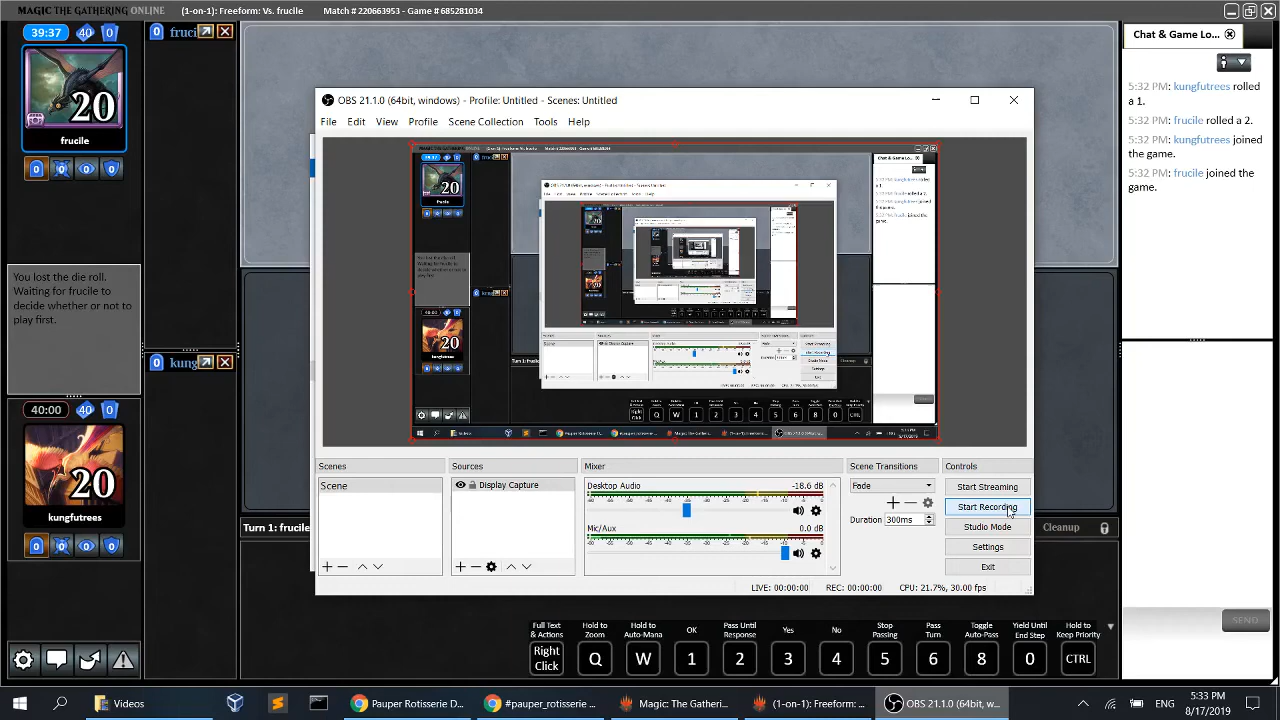 MAGIC THE GATHERING ONLINE (1-on-1): Freeform: Vs. frucile Match # 220663953 - Game # 685281034
39:37 40 0
20
frucile
0 0 0 0
0 fruci
You lost the die roll.
Waiting for frucile to
decide whether or not to
play first.
0 kung
40:00 40 0
20
kungfutrees
0 0 0 0
OBS 21.1.0 (64bit, windows) - Profile: Untitled - Scenes: Untitled
File Edit View Profile Scene Collection Tools Help
Scenes
Scene
Sources
Display Capture
Mixer
Desktop Audio -18.6 dB
Mic/Aux 0.0 dB
Scene Transitions
Fade
Duration 300ms
Controls
Start Streaming
Start Recording
Studio Mode
Settings
Exit
LIVE: 00:00:00 REC: 00:00:00 CPU: 21.7%, 30.00 fps
Turn 1: frucile
Cleanup
Chat & Game Lo...
5:32 PM: kungfutrees rolled
a 1.
5:32 PM: frucile rolled a 2.
5:32 PM: kungfutrees joined
the game.
5:32 PM: frucile joined the
game.
SEND
Full Text & Actions Right Click
Hold to Zoom Q
Hold to Auto-Mana W
OK 1
Pass Until Response 2
Yes 3
No 4
Stop Passing 5
Pass Turn 6
Toggle Auto-Pass 8
Yield Until End Step 0
Hold to Keep Priority CTRL
Videos
Pauper Rotisserie D...
#pauper_rotisserie ...
Magic: The Gatherin...
(1-on-1): Freeform: ...
OBS 21.1.0 (64bit, w...
5:33 PM
8/17/2019